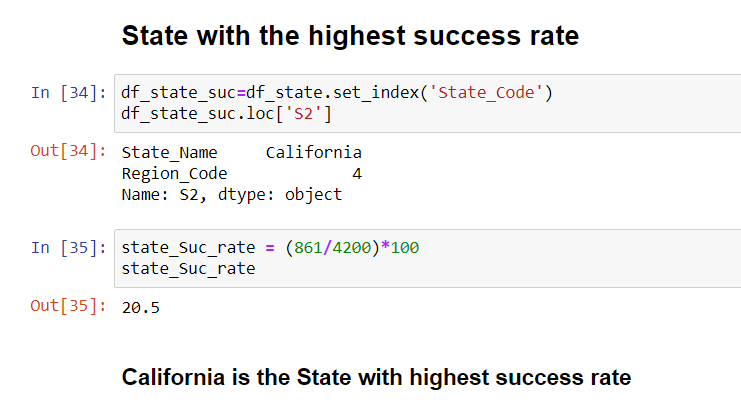 State with the highest success rate
In [34]: df_state_suc=df_state.set_index('State_Code')
df_state_suc.loc['S2']
Out[34]: State_Name     California
Region_Code             4
Name: S2, dtype: object
In [35]: state_Suc_rate = (861/4200)*100
state_Suc_rate
Out[35]: 20.5
California is the State with highest success rate